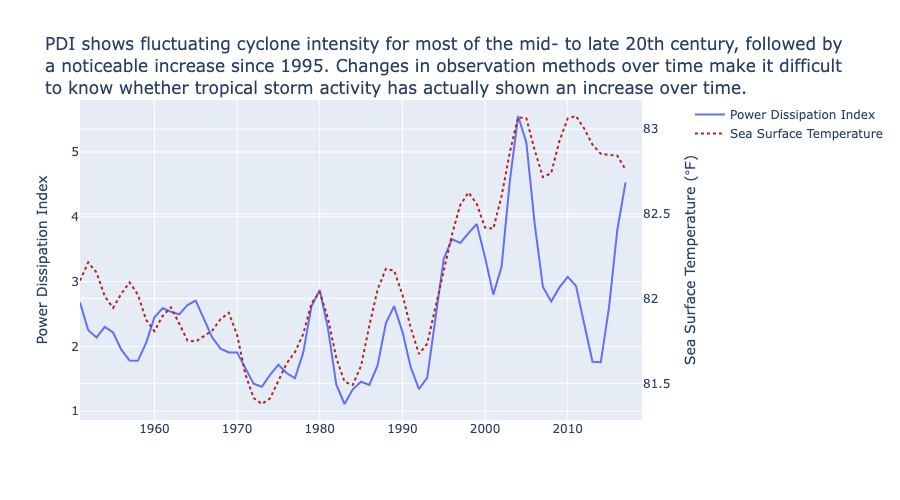 PDI shows fluctuating cyclone intensity for most of the mid- to late 20th century, followed by
a noticeable increase since 1995. Changes in observation methods over time make it difficult
to know whether tropical storm activity has actually shown an increase over time.
Power Dissipation Index
Sea Surface Temperature
5
4
3
2
1
Power Dissipation Index
83
82.5
82
81.5
Sea Surface Temperature (°F)
1960 1970 1980 1990 2000 2010